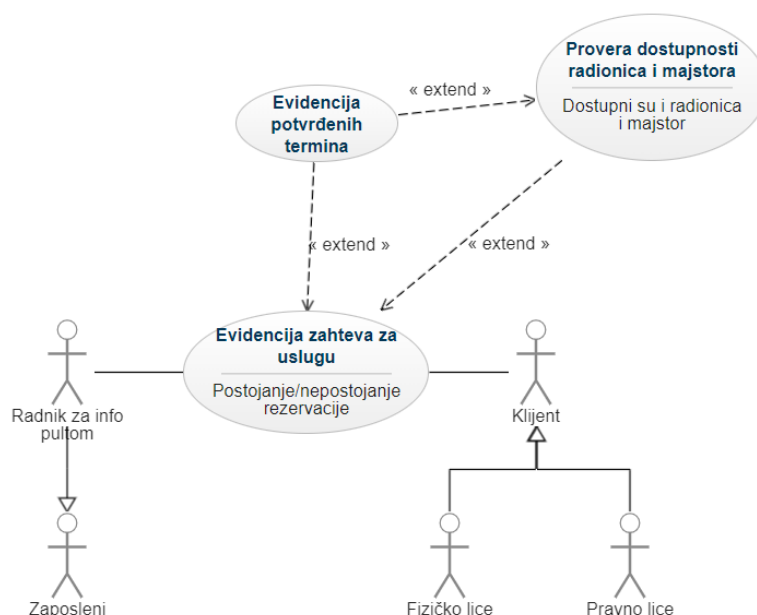 Provera dostupnosti
radionica i majstora
Dostupni su i radionica
i majstor
« extend »
Evidencija
potvrđenih
termina
« extend »
« extend »
Evidencija zahteva za
uslugu
Postojanje/nepostojanje
rezervacije
Radnik za info
pultom
Klijent
Zaposleni
Fizičko lice
Pravno lice